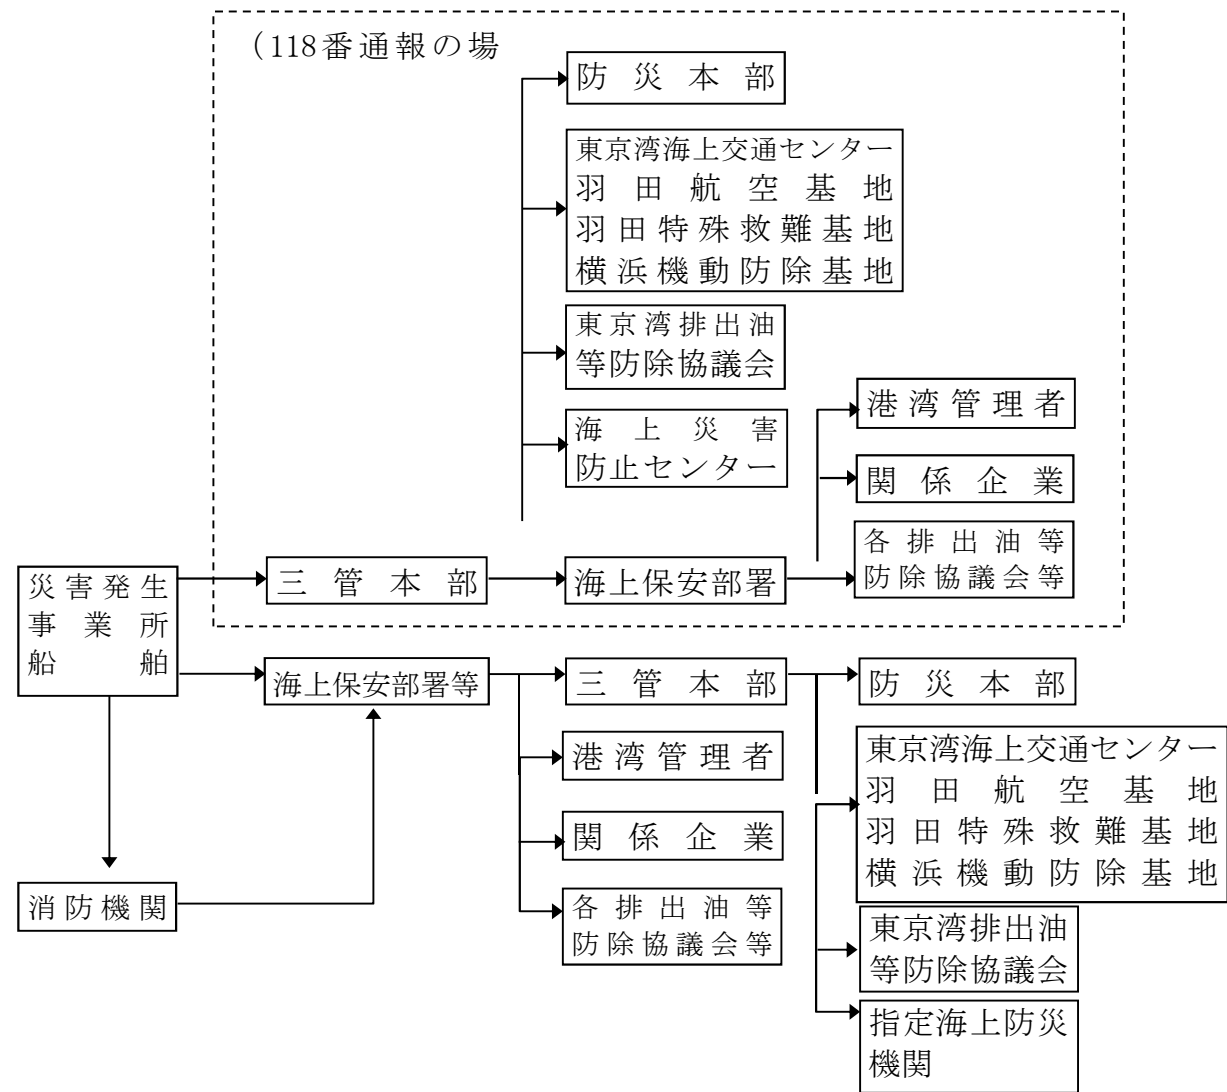 (118番通報の場
防災本部
東京湾海上交通センター
羽田航空基地
羽田特殊救難基地
横浜機動防除基地
東京湾排出油
等防除協議会
海上災害
防止センター
港湾管理者
関係企業
各排出油等
防除協議会等
三管本部
海上保安部署
災害発生
事業所
船舶
海上保安部署等
三管本部
防災本部
港湾管理者
東京湾海上交通センター
羽田航空基地
羽田特殊救難基地
横浜機動防除基地
関係企業
消防機関
各排出油等
防除協議会等
東京湾排出油
等防除協議会
指定海上防災
機関